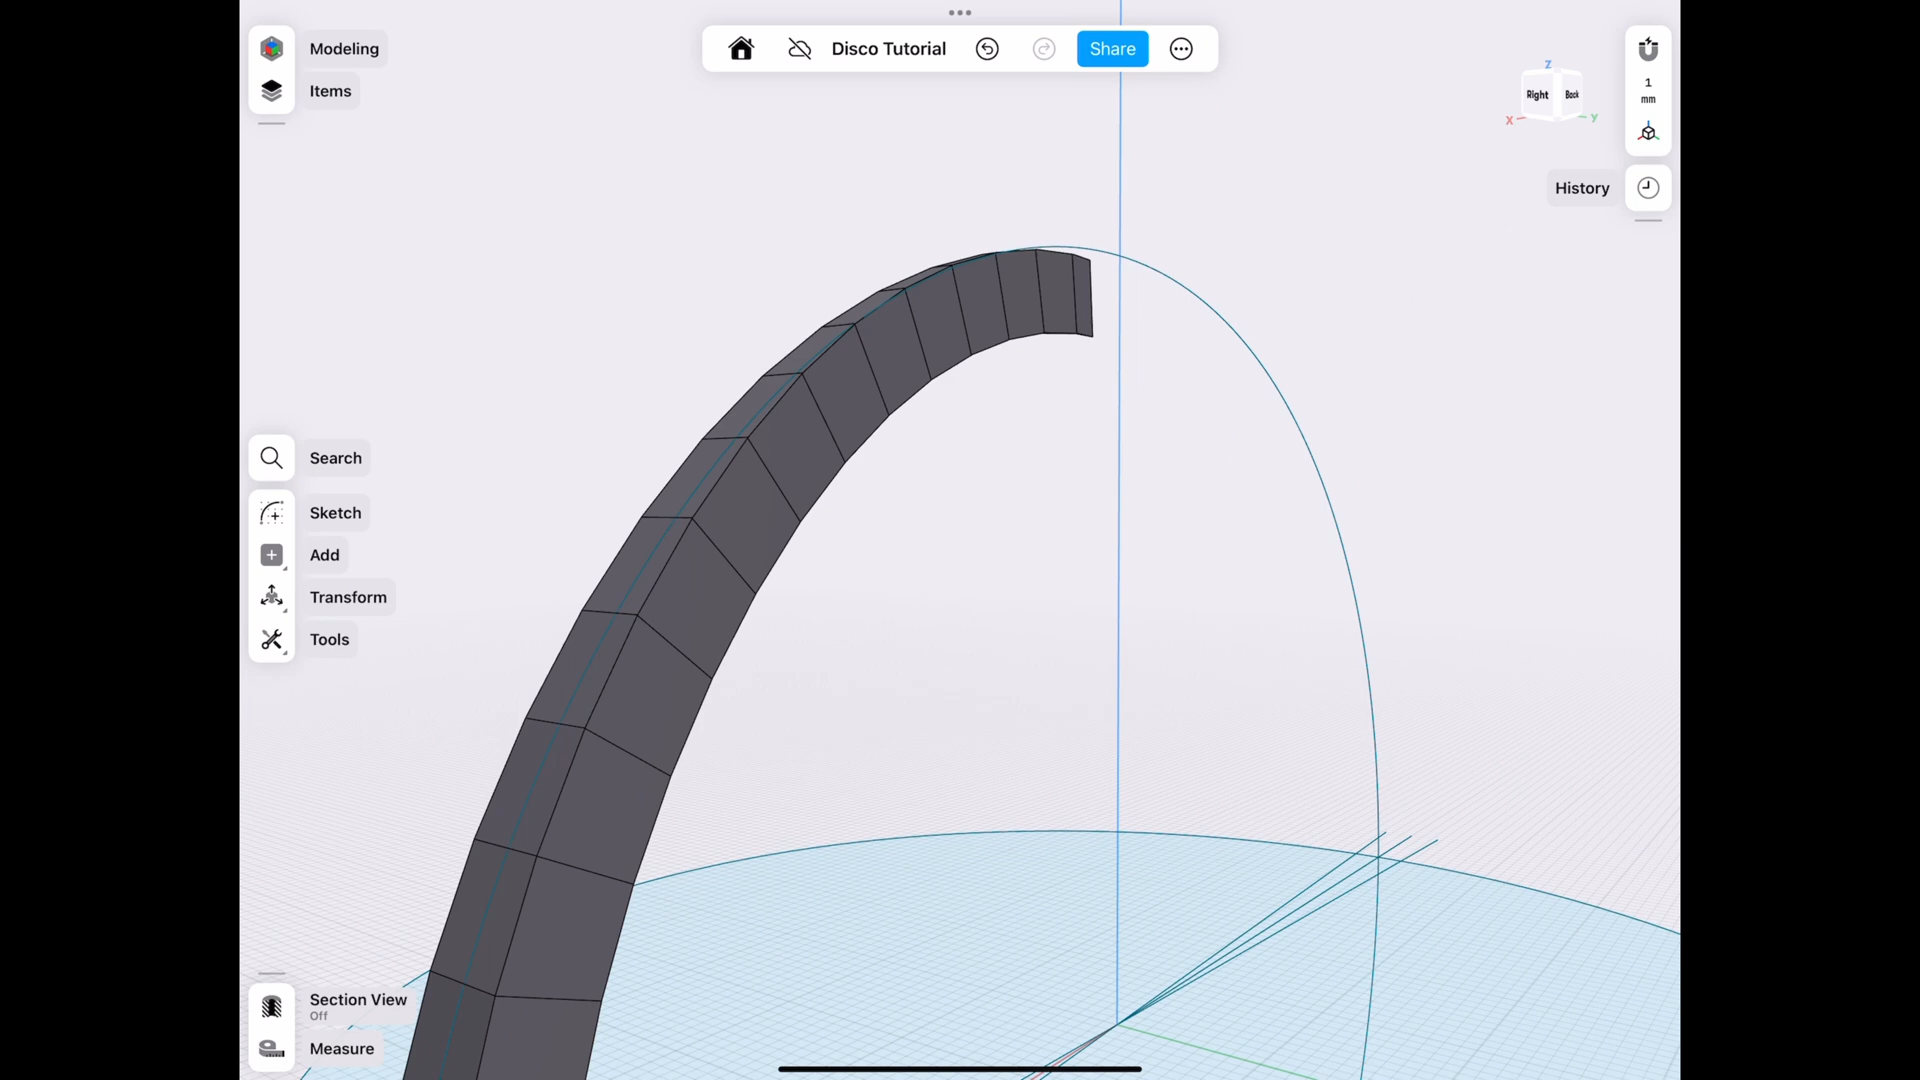 Modeling
Items
Disco Tutorial
Share
Z
Right
Back
X
Y
1
mm
History
Search
Sketch
Add
Transform
Tools
Section View
Off
Measure